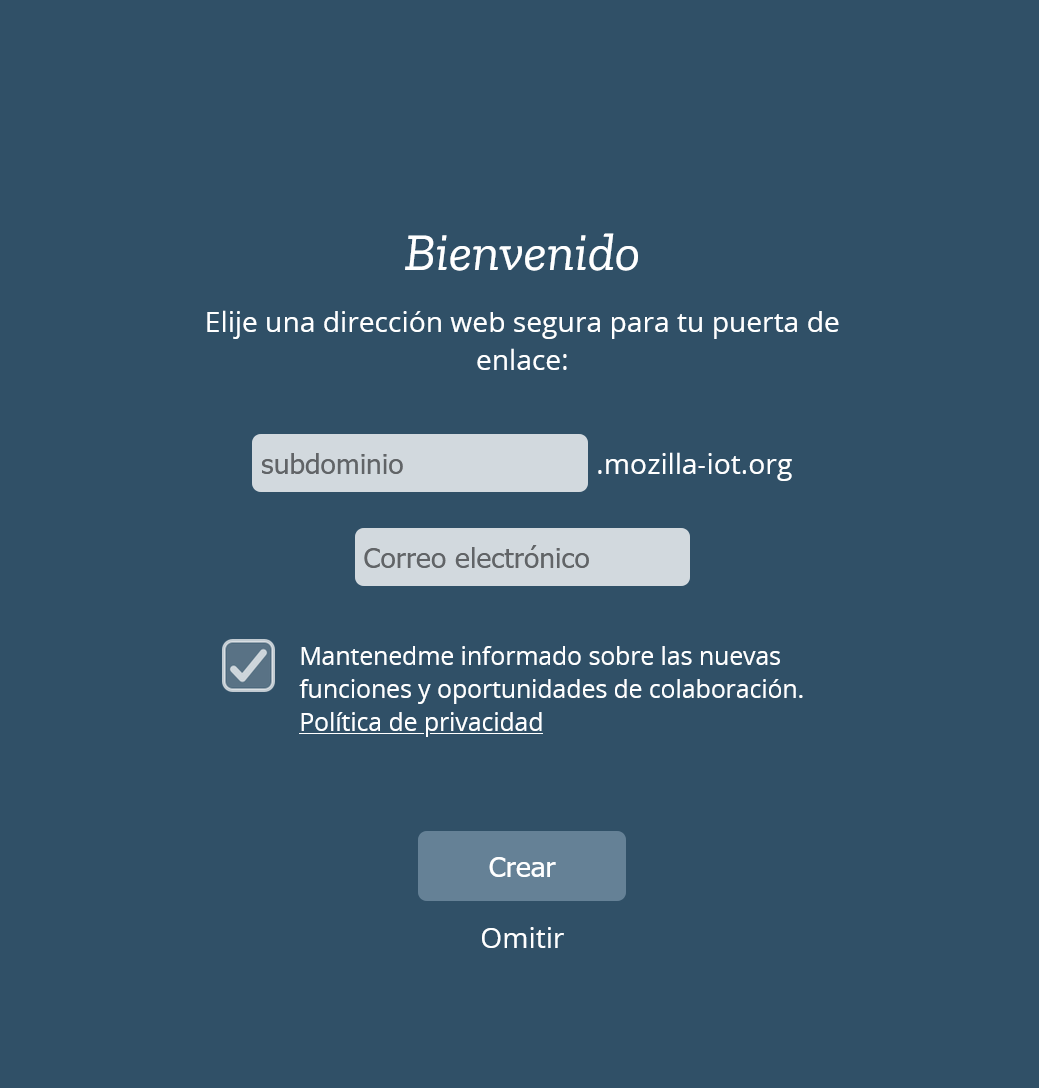 Bienvenido
Elije una dirección web segura para tu puerta de
enlace:
subdominio .mozilla-iot.org
Correo electrónico
Mantenedme informado sobre las nuevas
funciones y oportunidades de colaboración.
Política de privacidad
Crear
Omitir